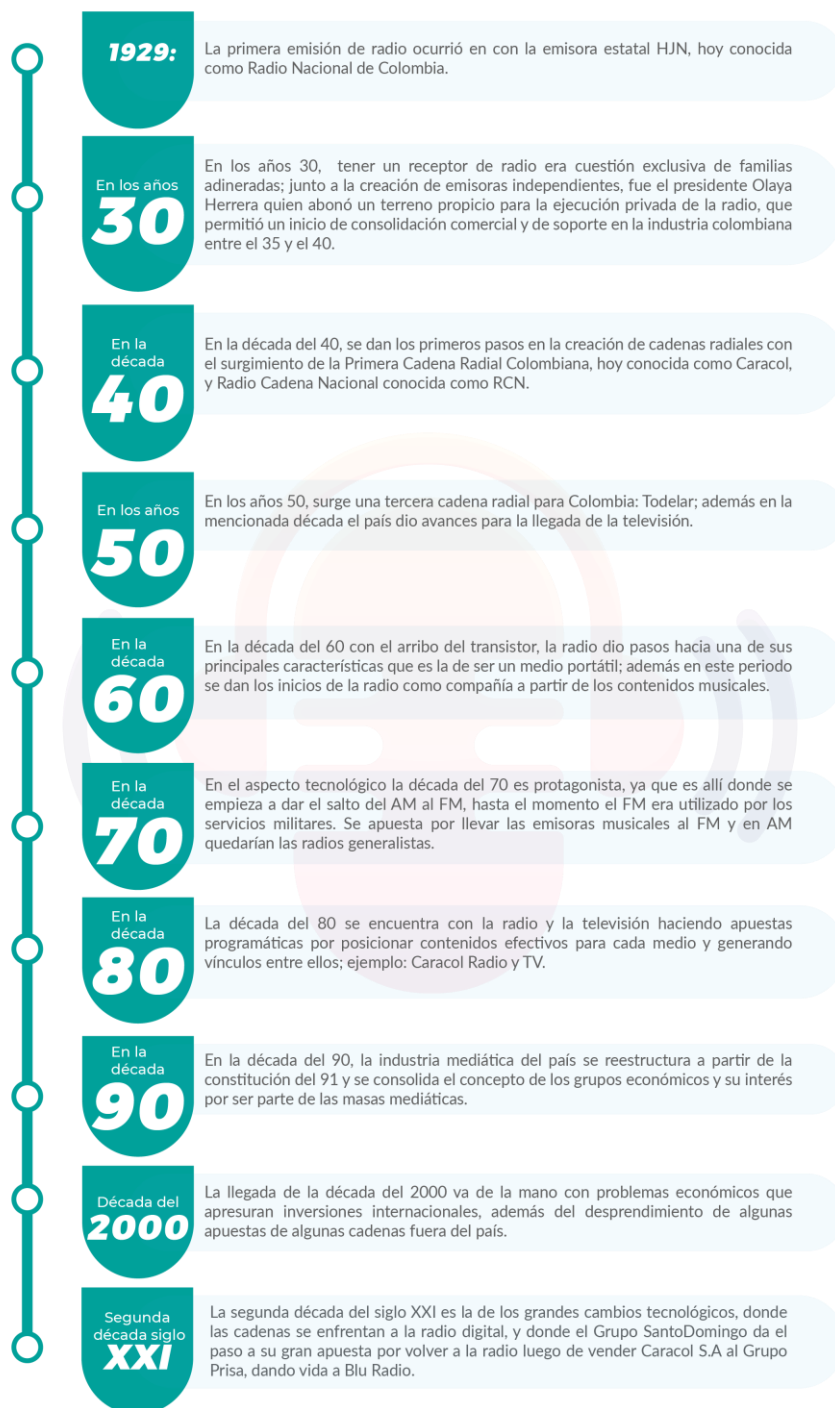 1929:
La primera emisión de radio ocurrió en con la emisora estatal HJN, hoy conocida
como Radio Nacional de Colombia.
En los años
30
En los años 30, tener un receptor de radio era cuestión exclusiva de familias
adineradas; junto a la creación de emisoras independientes, fue el presidente Olaya
Herrera quien abonó un terreno propicio para la ejecución privada de la radio, que
permitió un inicio de consolidación comercial y de soporte en la industria colombiana
entre el 35 y el 40.
En la
década
40
En la década del 40, se dan los primeros pasos en la creación de cadenas radiales con
el surgimiento de la Primera Cadena Radial Colombiana, hoy conocida como Caracol,
y Radio Cadena Nacional conocida como RCN.
En los años
50
En los años 50, surge una tercera cadena radial para Colombia: Todelar; además en la
mencionada década el país dio avances para la llegada de la televisión.
En la
década
60
En la década del 60 con el arribo del transistor, la radio dio pasos hacia una de sus
principales características que es la de ser un medio portátil; además en este periodo
se dan los inicios de la radio como compañía a partir de los contenidos musicales.
En la
década
70
En el aspecto tecnológico la década del 70 es protagonista, ya que es allí donde se
empieza a dar el salto del AM al FM, hasta el momento el FM era utilizado por los
servicios militares. Se apuesta por llevar las emisoras musicales al FM y en AM
quedarían las radios generalistas.
En la
década
80
La década del 80 se encuentra con la radio y la televisión haciendo apuestas
programáticas por posicionar contenidos efectivos para cada medio y generando
vínculos entre ellos; ejemplo: Caracol Radio y TV.
En la
década
90
En la década del 90, la industria mediática del país se reestructura a partir de la
constitución del 91 y se consolida el concepto de los grupos económicos y su interés
por ser parte de las masas mediáticas.
Década del
2000
La llegada de la década del 2000 va de la mano con problemas económicos que
apresuran inversiones internacionales, además del desprendimiento de algunas
apuestas de algunas cadenas fuera del país.
Segunda
década siglo
XXI
La segunda década del siglo XXI es la de los grandes cambios tecnológicos, donde
las cadenas se enfrentan a la radio digital, y donde el Grupo SantoDomingo da el
paso a su gran apuesta por volver a la radio luego de vender Caracol S.A al Grupo
Prisa, dando vida a Blu Radio.